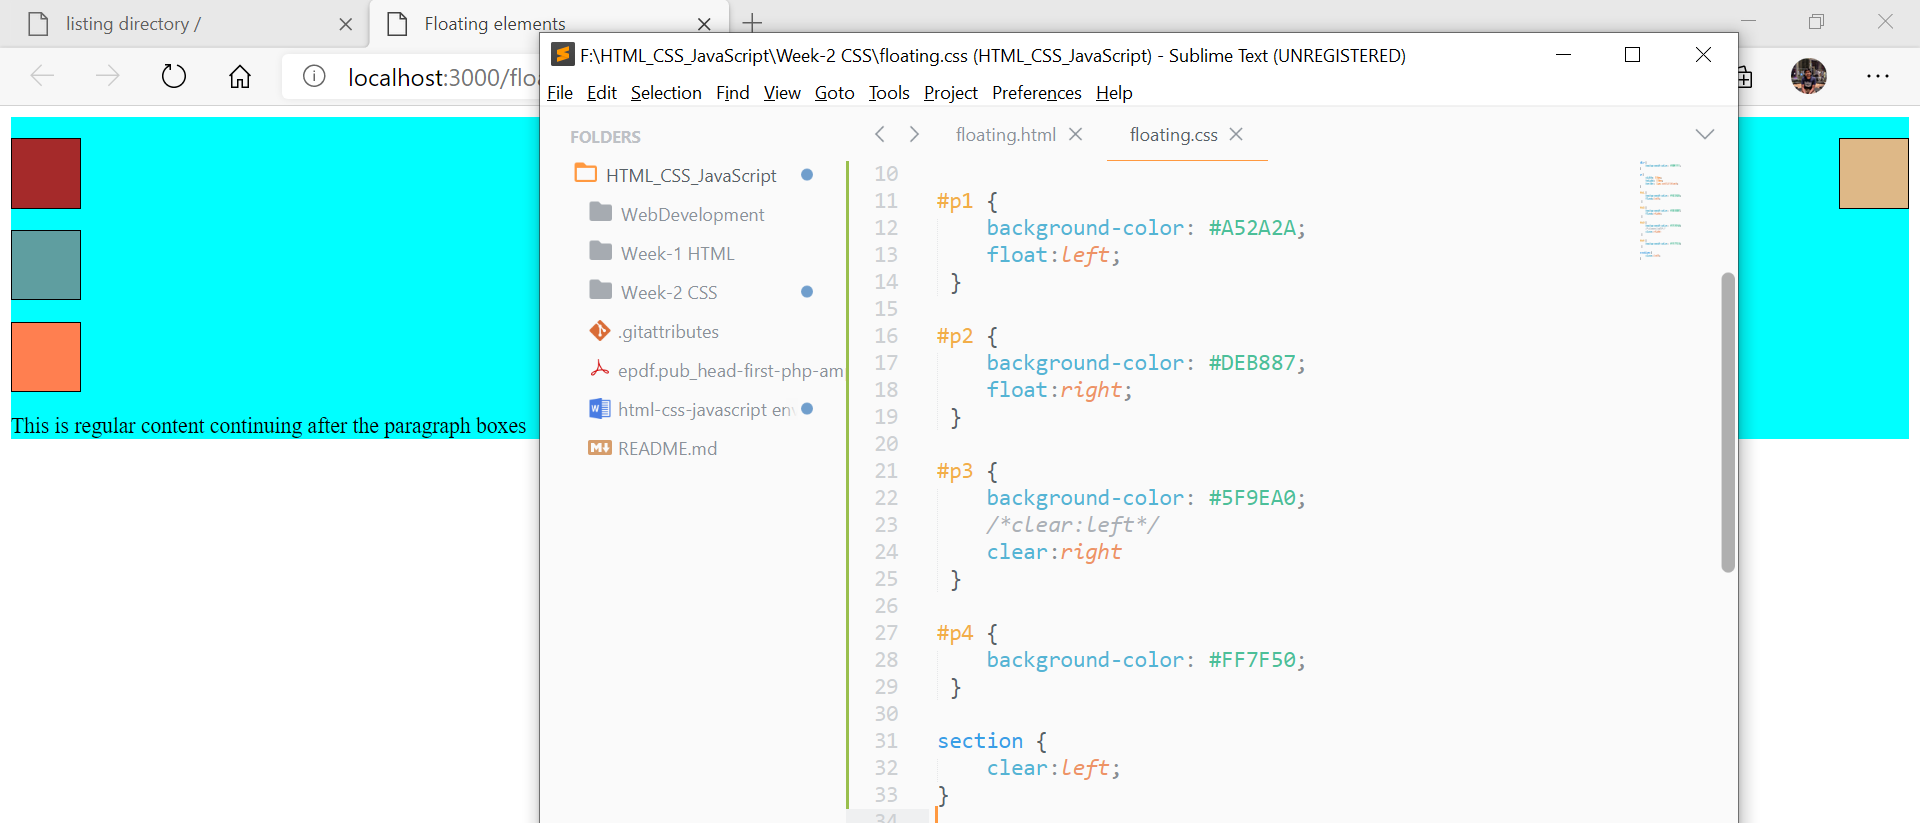 listing directory /
Floating elements
localhost:3000/floa
F:\HTML_CSS_JavaScript\Week-2 CSS\floating.css (HTML_CSS_JavaScript) - Sublime Text (UNREGISTERED)
File Edit Selection Find View Goto Tools Project Preferences Help
FOLDERS
HTML_CSS_JavaScript
WebDevelopment
Week-1 HTML
Week-2 CSS
.gitattributes
epdf.pub_head-first-php-am
html-css-javascript en
README.md
floating.html
floating.css
10
11 #p1 {
12 background-color: #A52A2A;
13 float:left;
14 }
15
16 #p2 {
17 background-color: #DEB887;
18 float:right;
19 }
20
21 #p3 {
22 background-color: #5F9EA0;
23 /*clear:left*/
24 clear:right
25 }
26
27 #p4 {
28 background-color: #FF7F50;
29 }
30
31 section {
32 clear:left;
33 }
34
This is regular content continuing after the paragraph boxes